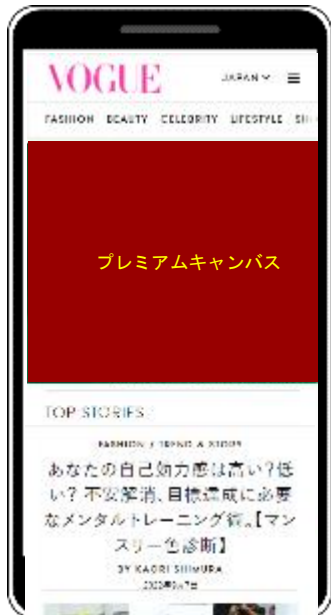 VOGUE
JAPAN
FASHION BEAUTY CELEBRITY LIFESTYLE
プレミアムキャンバス
TOP STORIES
FASHION / TREND & STORY
あなたの自己効力感は高い?低
い? 不安解消、目標達成に必要
なメンタルトレーニング術。【マン
スリー色診断】
BY KAORI SHIMURA